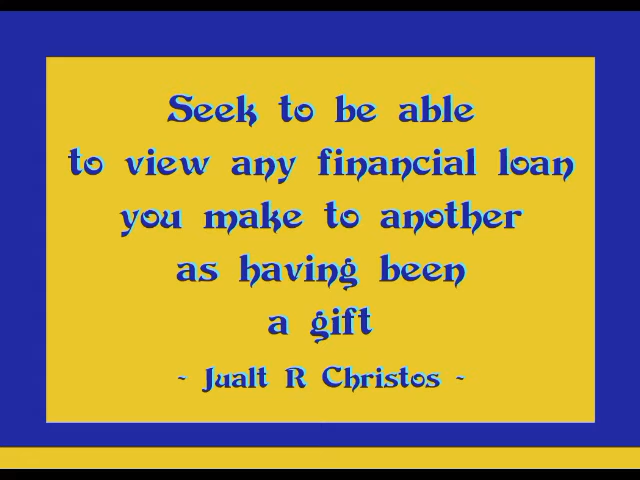 Seek to be able
to view any financial loan
you make to another
as having been
a gift
~ Jualt R Christos ~